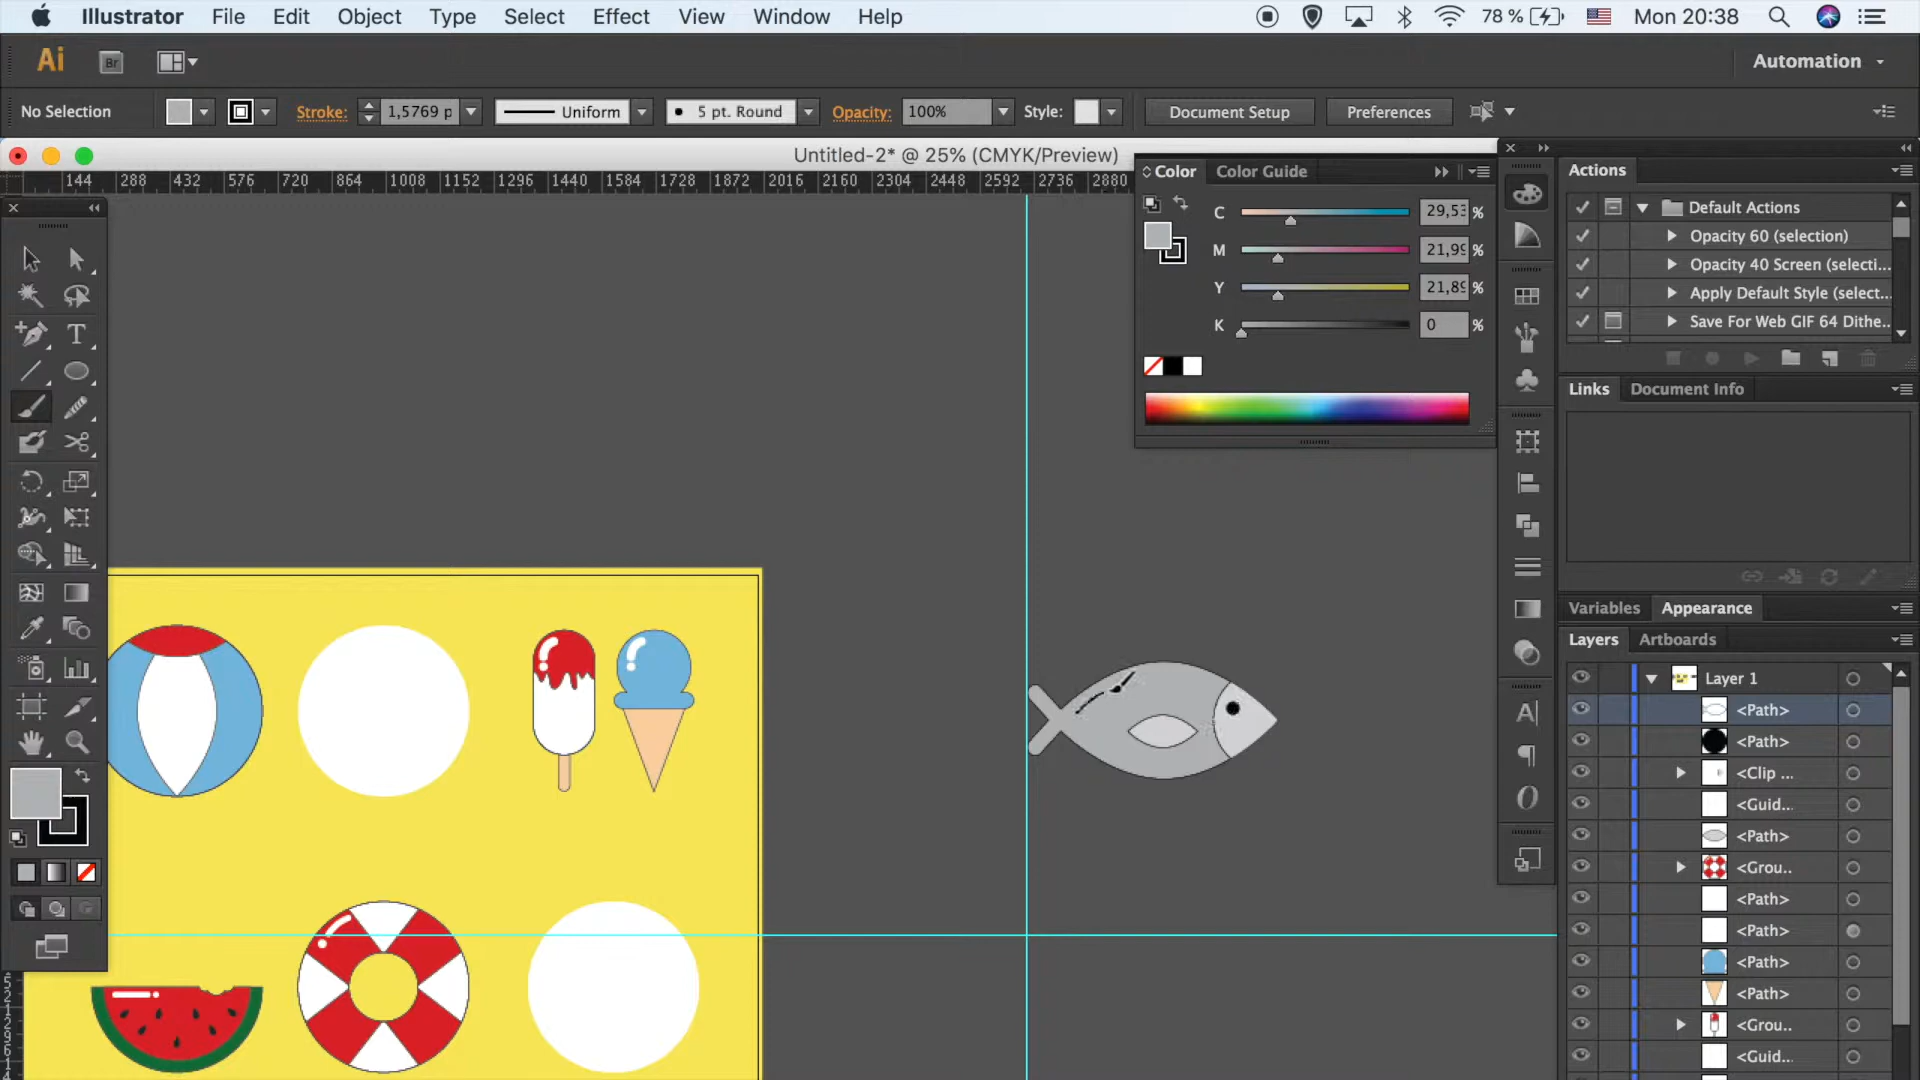 Illustrator File Edit Object Type Select Effect View Window Help 78 % Mon 20:38
Ai Br Automation
No Selection Stroke: 1,5769 p Uniform 5 pt. Round Opacity: 100% Style: Document Setup Preferences
Untitled-2* @ 25% (CMYK/Preview)
144 288 432 576 720 864 1008 1152 1296 1440 1584 1728 1872 2016 2160 2304 2448 2592 2736 2880
Color Color Guide
C 29,53 %
M 21,99 %
Y 21,89 %
K 0 %
Actions
Default Actions
Opacity 60 (selection)
Opacity 40 Screen (selecti...
Apply Default Style (select...
Save For Web GIF 64 Dithe...
Links Document Info
Variables Appearance
Layers Artboards
Layer 1
<Path>
<Path>
<Clip ...
<Guid...
<Path>
<Grou..
<Path>
<Path>
<Path>
<Path>
<Grou..
<Guid...